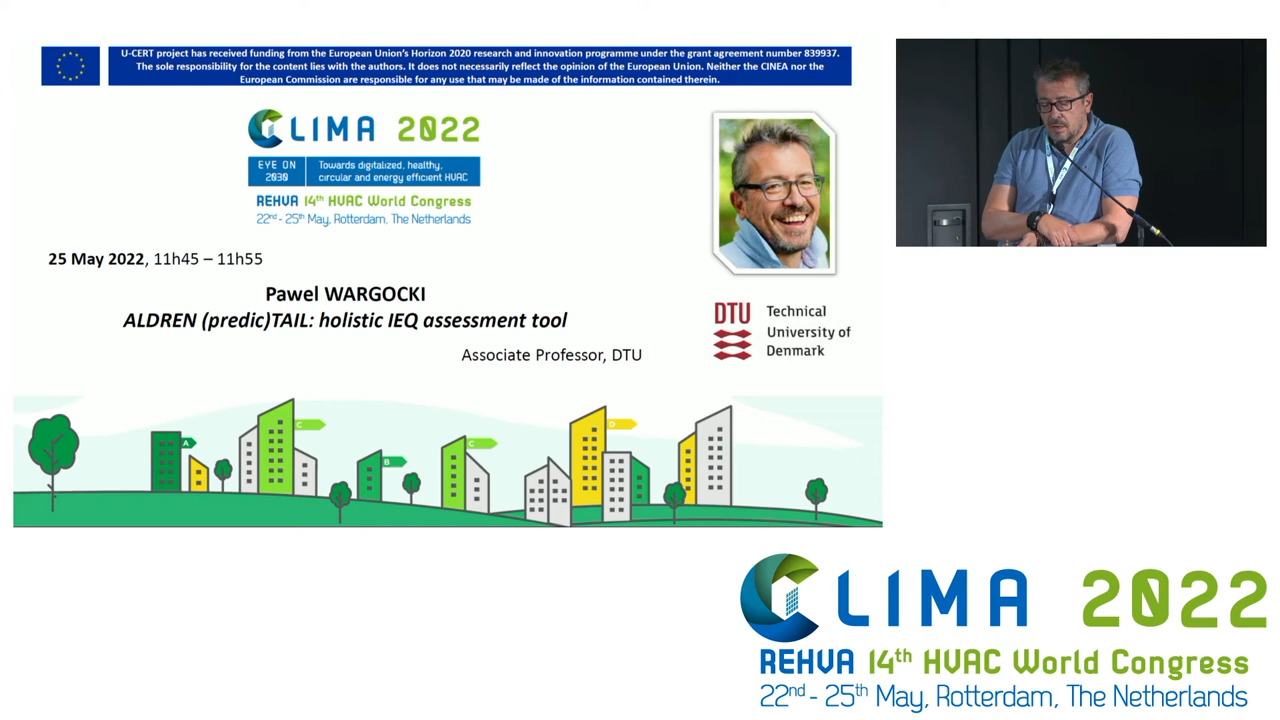 U-CERT project has received funding from the European Union's Horizon 2020 research and innovation programme under the grant agreement number 839937.
The sole responsibility for the content lies with the authors. It does not necessarily reflect the opinion of the European Union. Neither the CINEA nor the
European Commission are responsible for any use that may be made of the information contained therein.
CLIMA 2022
EYE ON
2030
Towards digitalized, healthy,
circular and energy efficient HVAC
REHVA 14th HVAC World Congress
22nd - 25th May, Rotterdam, The Netherlands
25 May 2022, 11h45 – 11h55
Pawel WARGOCKI
ALDREN (predic)TAIL: holistic IEQ assessment tool
Associate Professor, DTU
DTU
Technical
University of
Denmark
A
C
B
C
D
CLIMA 2022
REHVA 14th HVAC World Congress
22nd - 25th May, Rotterdam, The Netherlands